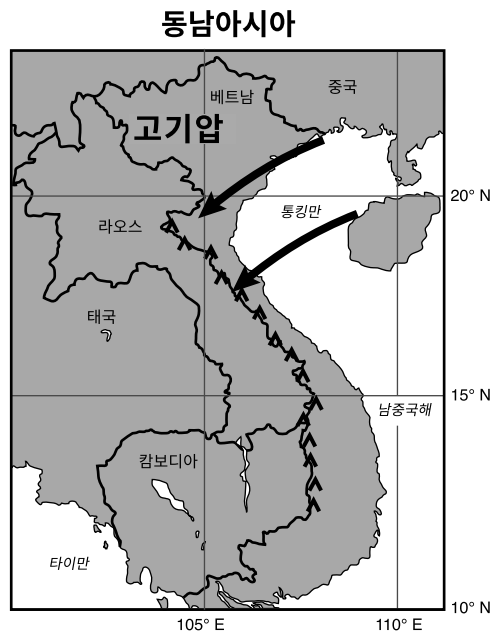 동남아시아
베트남
중국
고기압
20° N
통킹만
라오스
태국
15° N
남중국해
캄보디아
타이만
10° N
105° E
110° E